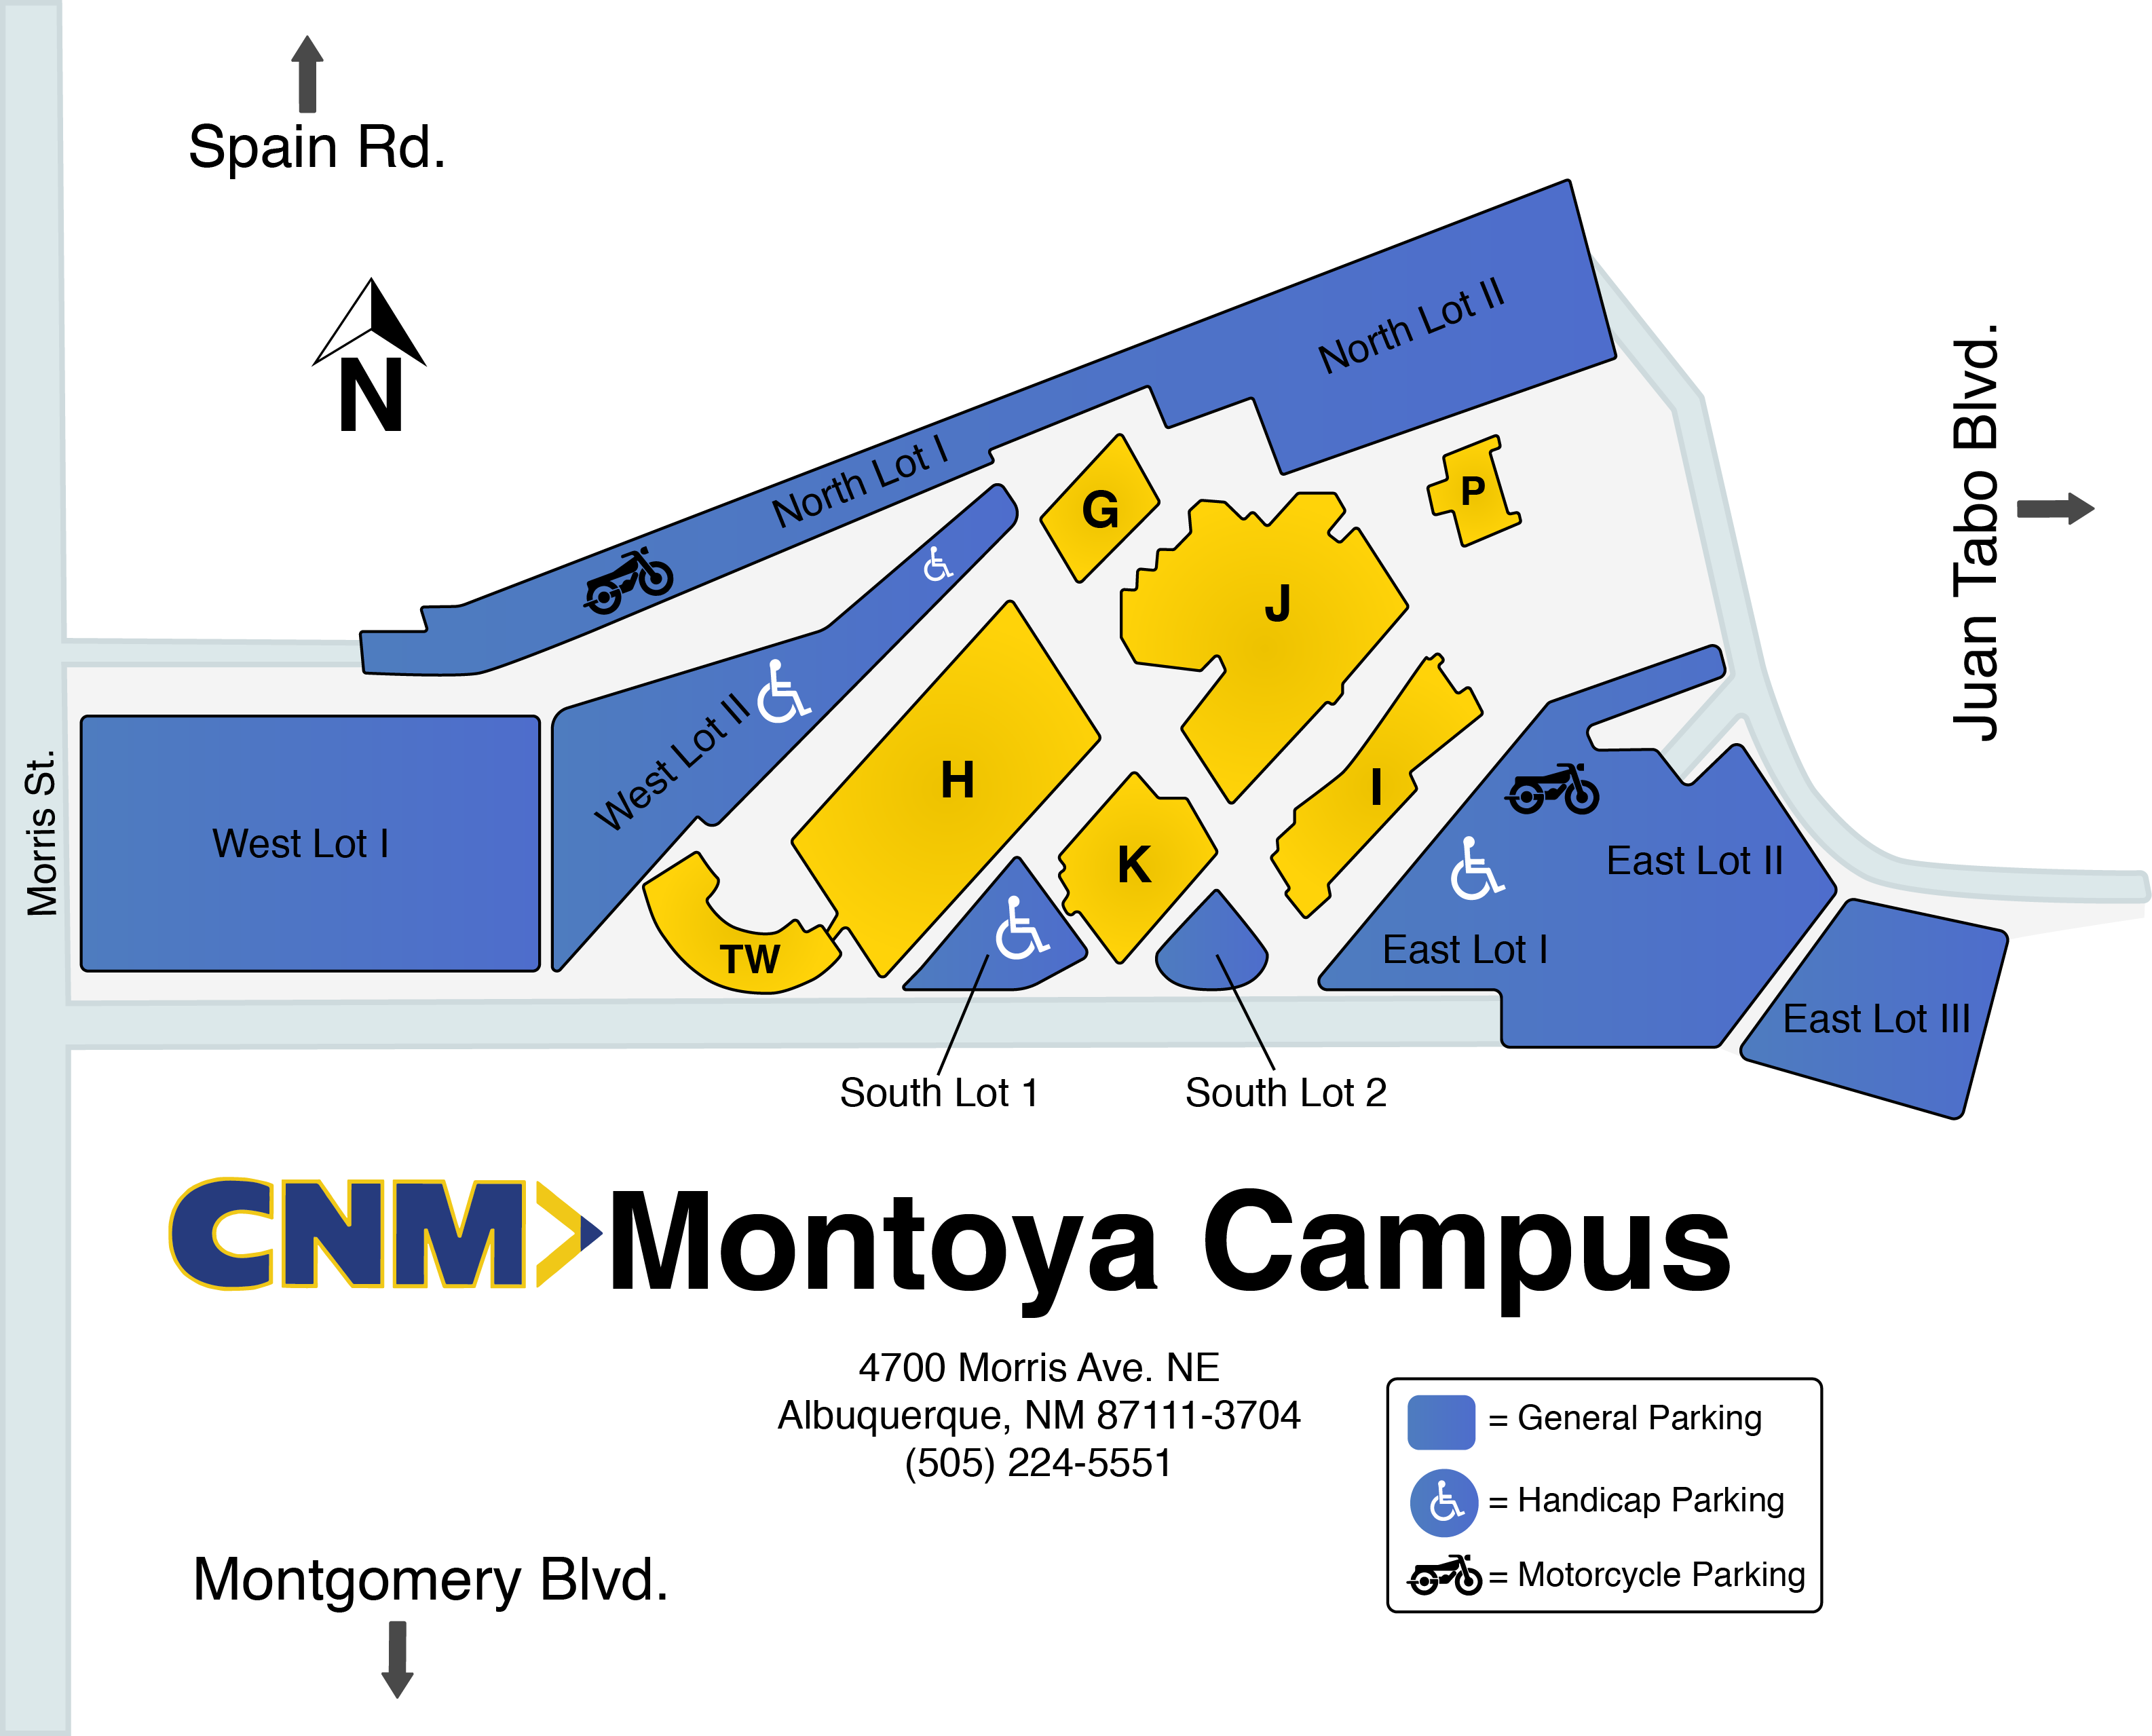 Spain Rd.
N
North Lot II
Juan Tabo Blvd.
North Lot I
G
P
J
West Lot II
H
I
Morris St.
West Lot I
K
East Lot II
TW
East Lot I
East Lot III
South Lot 1
South Lot 2
CNM Montoya Campus
4700 Morris Ave. NE
Albuquerque, NM 87111-3704
(505) 224-5551
= General Parking
= Handicap Parking
= Motorcycle Parking
Montgomery Blvd.